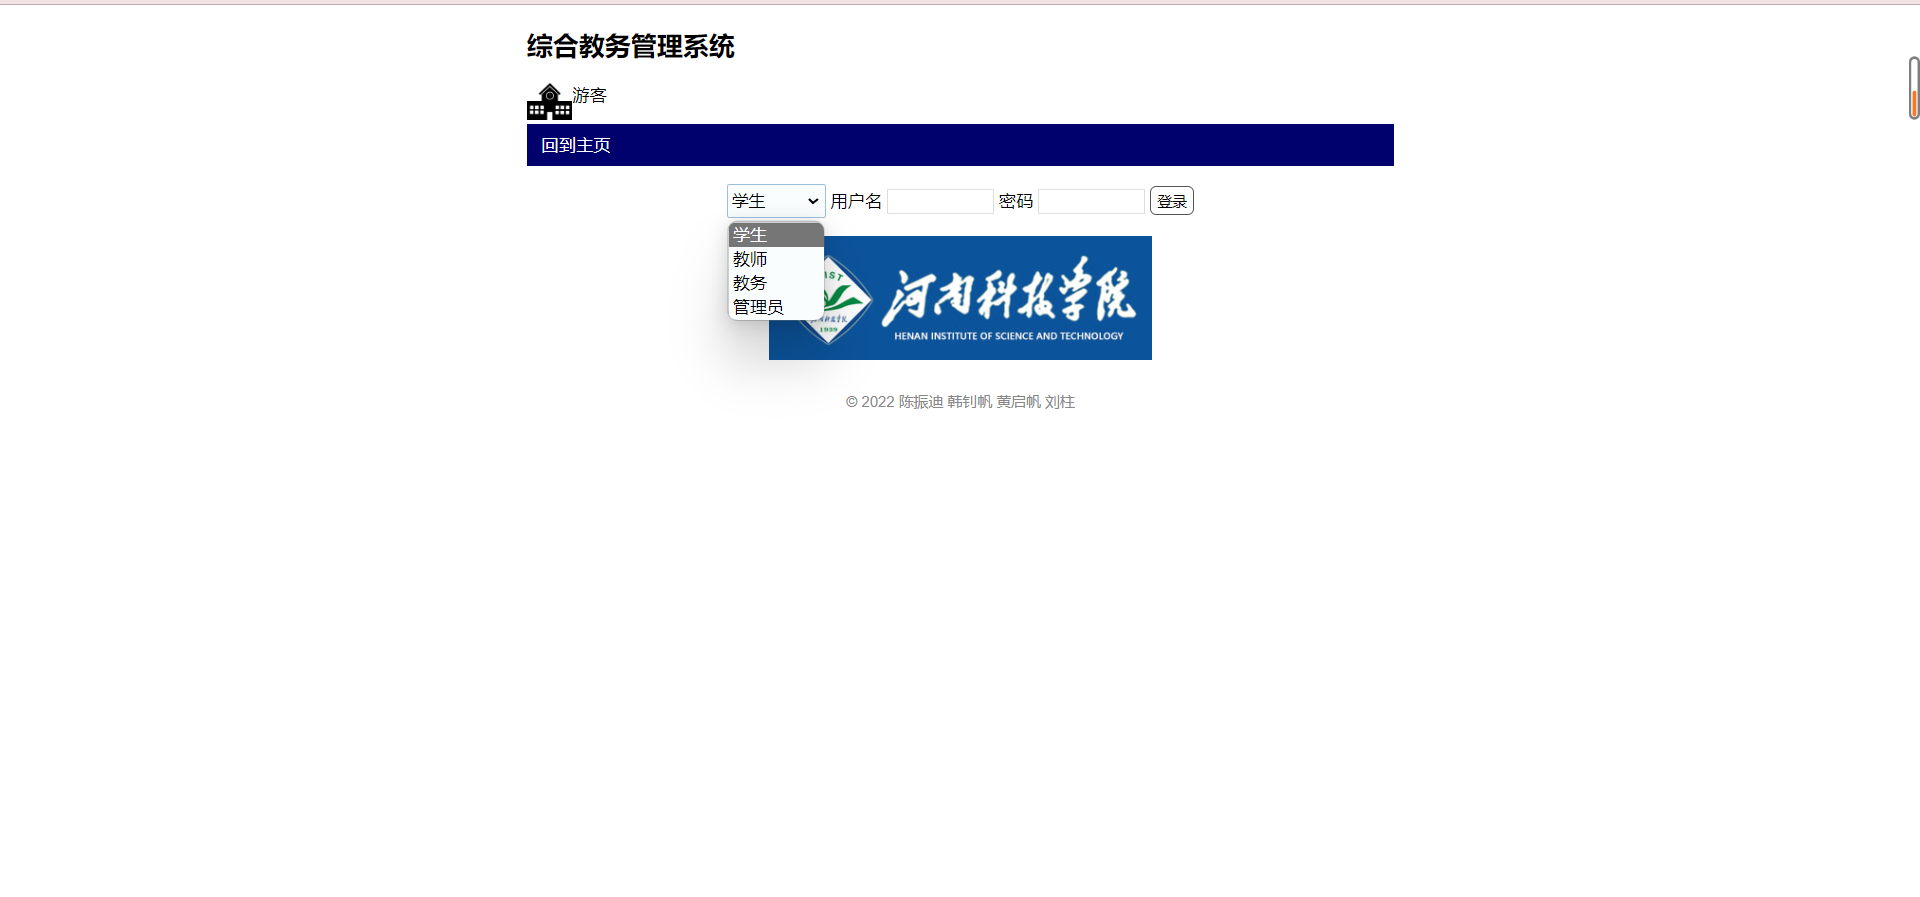 综合教务管理系统
游客
回到主页
学生 用户名 密码 登录
学生
教师
教务
管理员
河南科技学院
HENAN INSTITUTE OF SCIENCE AND TECHNOLOGY
1939
© 2022 陈振迪 韩钊帆 黄启帆 刘柱